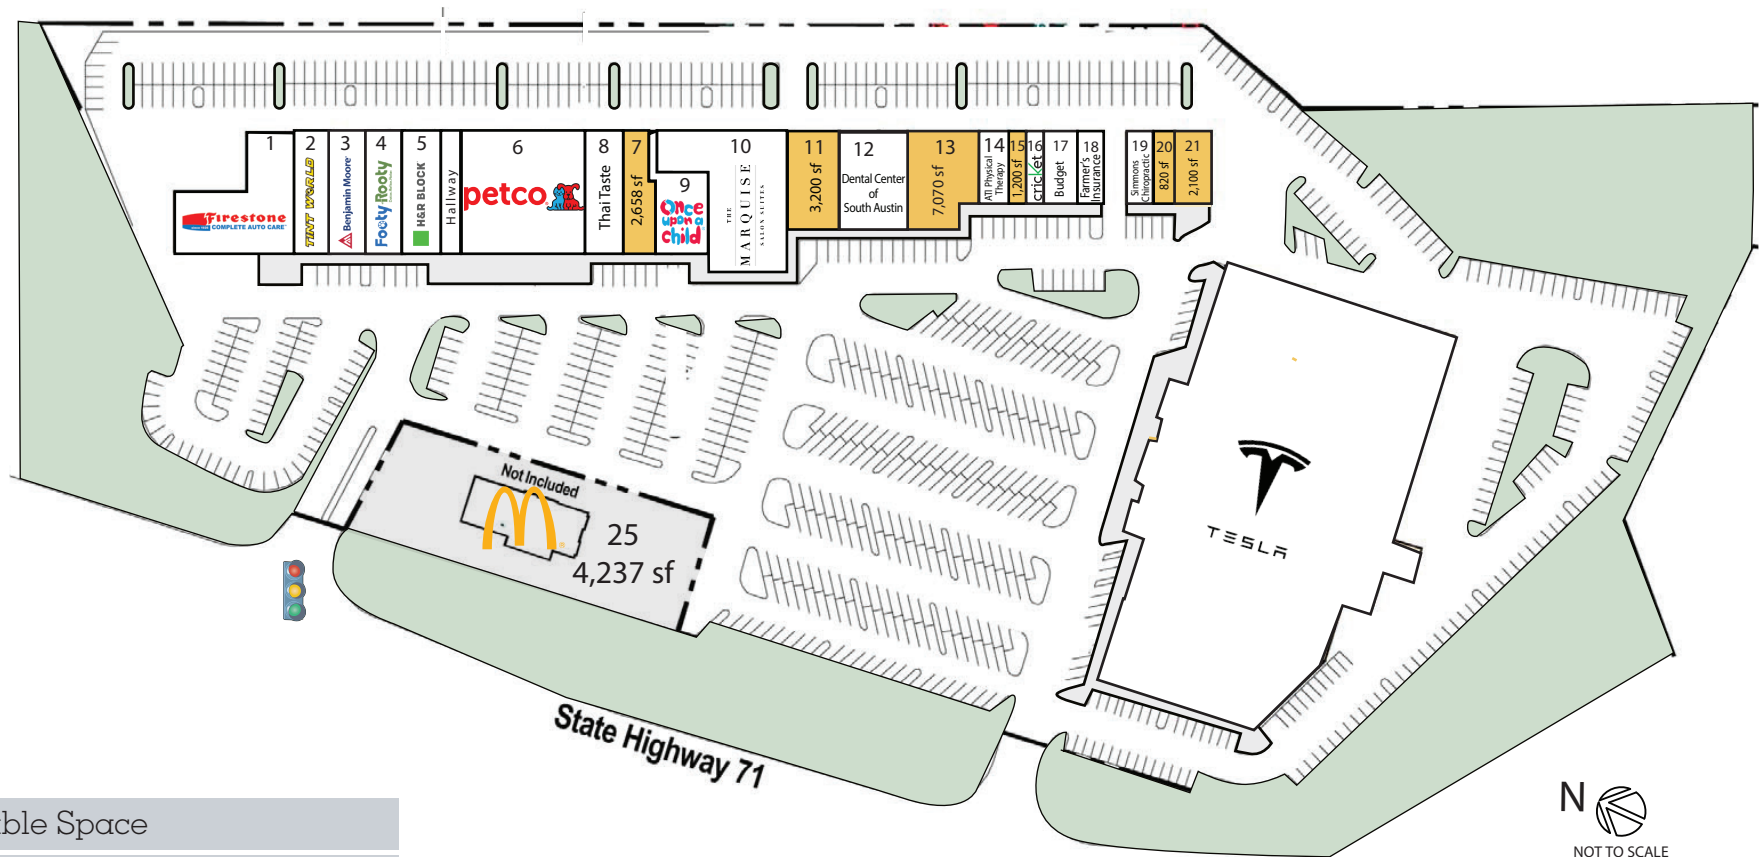 1
Firestone
COMPLETE AUTO CARE
2
TINT WORLD
3
Benjamin Moore
4
Footy Rooty
5
H&R BLOCK
Hallway
6
petco
8
Thai Taste
7
2,658 sf
9
once
upon a
child
10
THE
MARQUISE
SALON SUITES
11
3,200 sf
12
Dental Center
of
South Austin
13
7,070 sf
14
ATI Physical
Therapy
15
1,200 sf
16
cricket
17
Budget
18
Farmer's
Insurance
19
Simmons
Chiropractic
20
820 sf
21
2,100 sf
Not Included
25
4,237 sf
TESLA
State Highway 71
ble Space
N
NOT TO SCALE